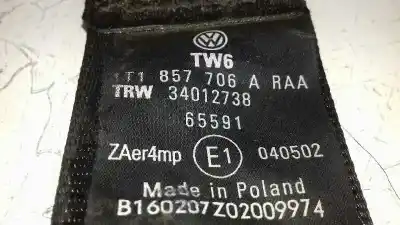 TW6
1T1 857 706 A RAA
TRW 34012738
65591
ZAer4mp E1 040502
Made in Poland
B160207Z02009974